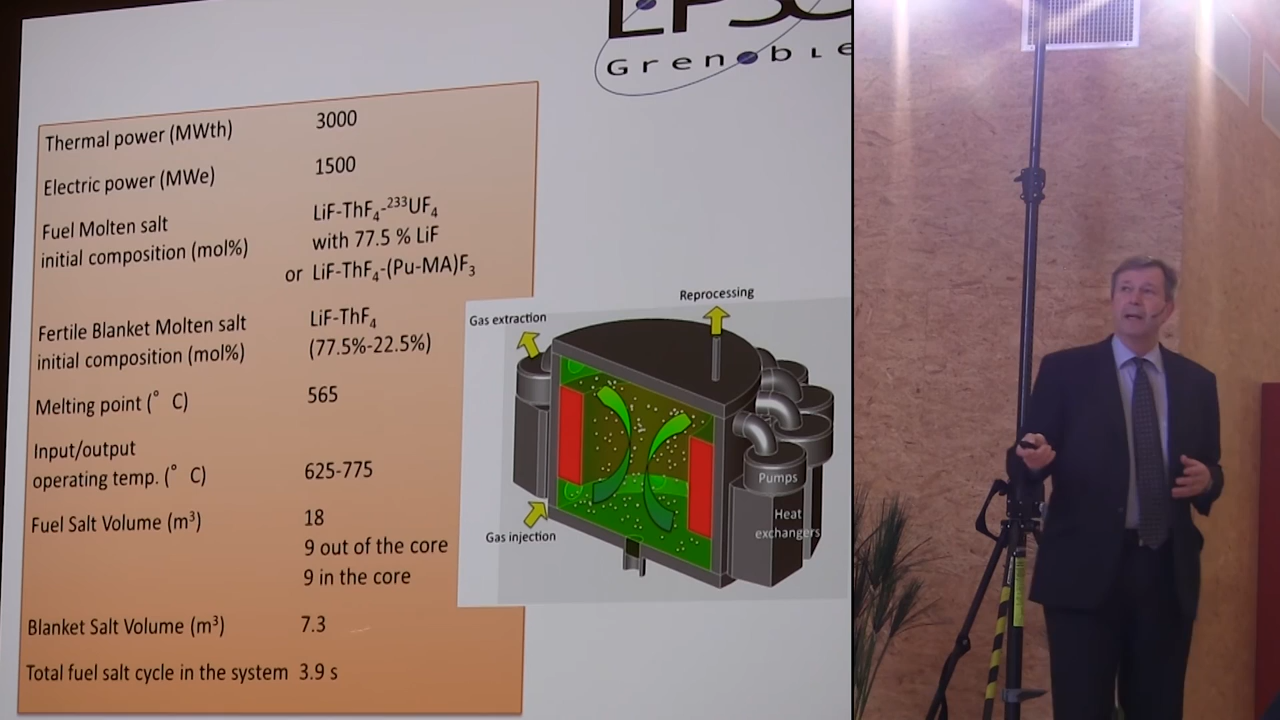 LPSC
Grenoble
Thermal power (MWth) 3000
Electric power (MWe) 1500
Fuel Molten salt
initial composition (mol%)
LiF-ThF₄-²³³UF₄
with 77.5 % LiF
or LiF-ThF₄-(Pu-MA)F₃
Fertile Blanket Molten salt
initial composition (mol%)
LiF-ThF₄
(77.5%-22.5%)
Melting point (° C) 565
Input/output
operating temp. (° C) 625-775
Fuel Salt Volume (m³) 18
9 out of the core
9 in the core
Blanket Salt Volume (m³) 7.3
Total fuel salt cycle in the system 3.9 s
Reprocessing
Gas extraction
Pumps
Heat
exchangers
Gas injection